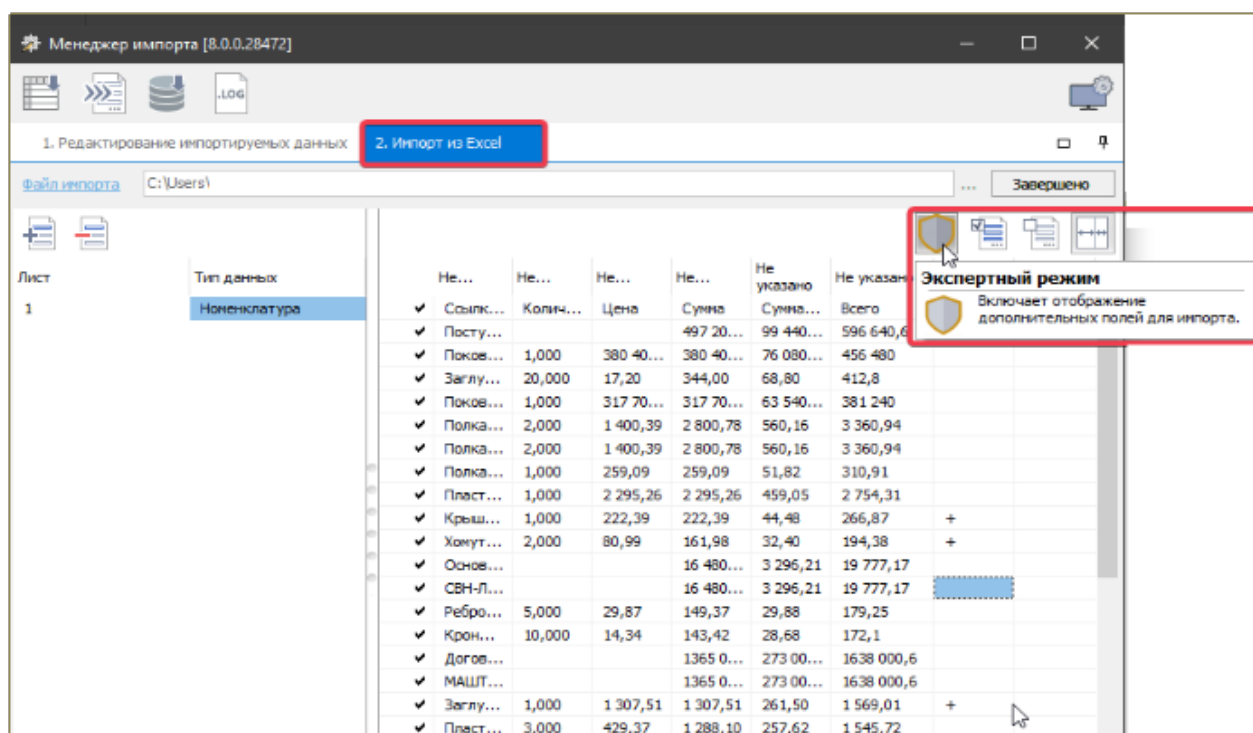 Менеджер импорта [8.0.0.28472]
.LOG
1. Редактирование импортируемых данных 2. Импорт из Excel
Файл импорта C:\Users\ ... Завершено
Лист Тип данных Не... Не... Не... Не... Не указано Не указано
1 Номенклатура ✔ Ссылк... Колич... Цена Сумма Сумма... Всего
Экспертный режим
Включает отображение
дополнительных полей для импорта.
✔ Посту... 497 20... 99 440... 596 640,6
✔ Поков... 1,000 380 40... 380 40... 76 080... 456 480
✔ Заглу... 20,000 17,20 344,00 68,80 412,8
✔ Поков... 1,000 317 70... 317 70... 63 540... 381 240
✔ Полка... 2,000 1 400,39 2 800,78 560,16 3 360,94
✔ Полка... 2,000 1 400,39 2 800,78 560,16 3 360,94
✔ Полка... 1,000 259,09 259,09 51,82 310,91
✔ Пласт... 1,000 2 295,26 2 295,26 459,05 2 754,31
✔ Крыш... 1,000 222,39 222,39 44,48 266,87 +
✔ Хомут... 2,000 80,99 161,98 32,40 194,38 +
✔ Основ... 16 480... 3 296,21 19 777,17
✔ СВН-Л... 16 480... 3 296,21 19 777,17
✔ Ребро... 5,000 29,87 149,37 29,88 179,25
✔ Крон... 10,000 14,34 143,42 28,68 172,1
✔ Догов... 1365 0... 273 00... 1638 000,6
✔ МАШТ... 1365 0... 273 00... 1638 000,6
✔ Заглу... 1,000 1 307,51 1 307,51 261,50 1 569,01 +
✔ Пласт... 3,000 429,37 1 288,10 257,62 1 545,72